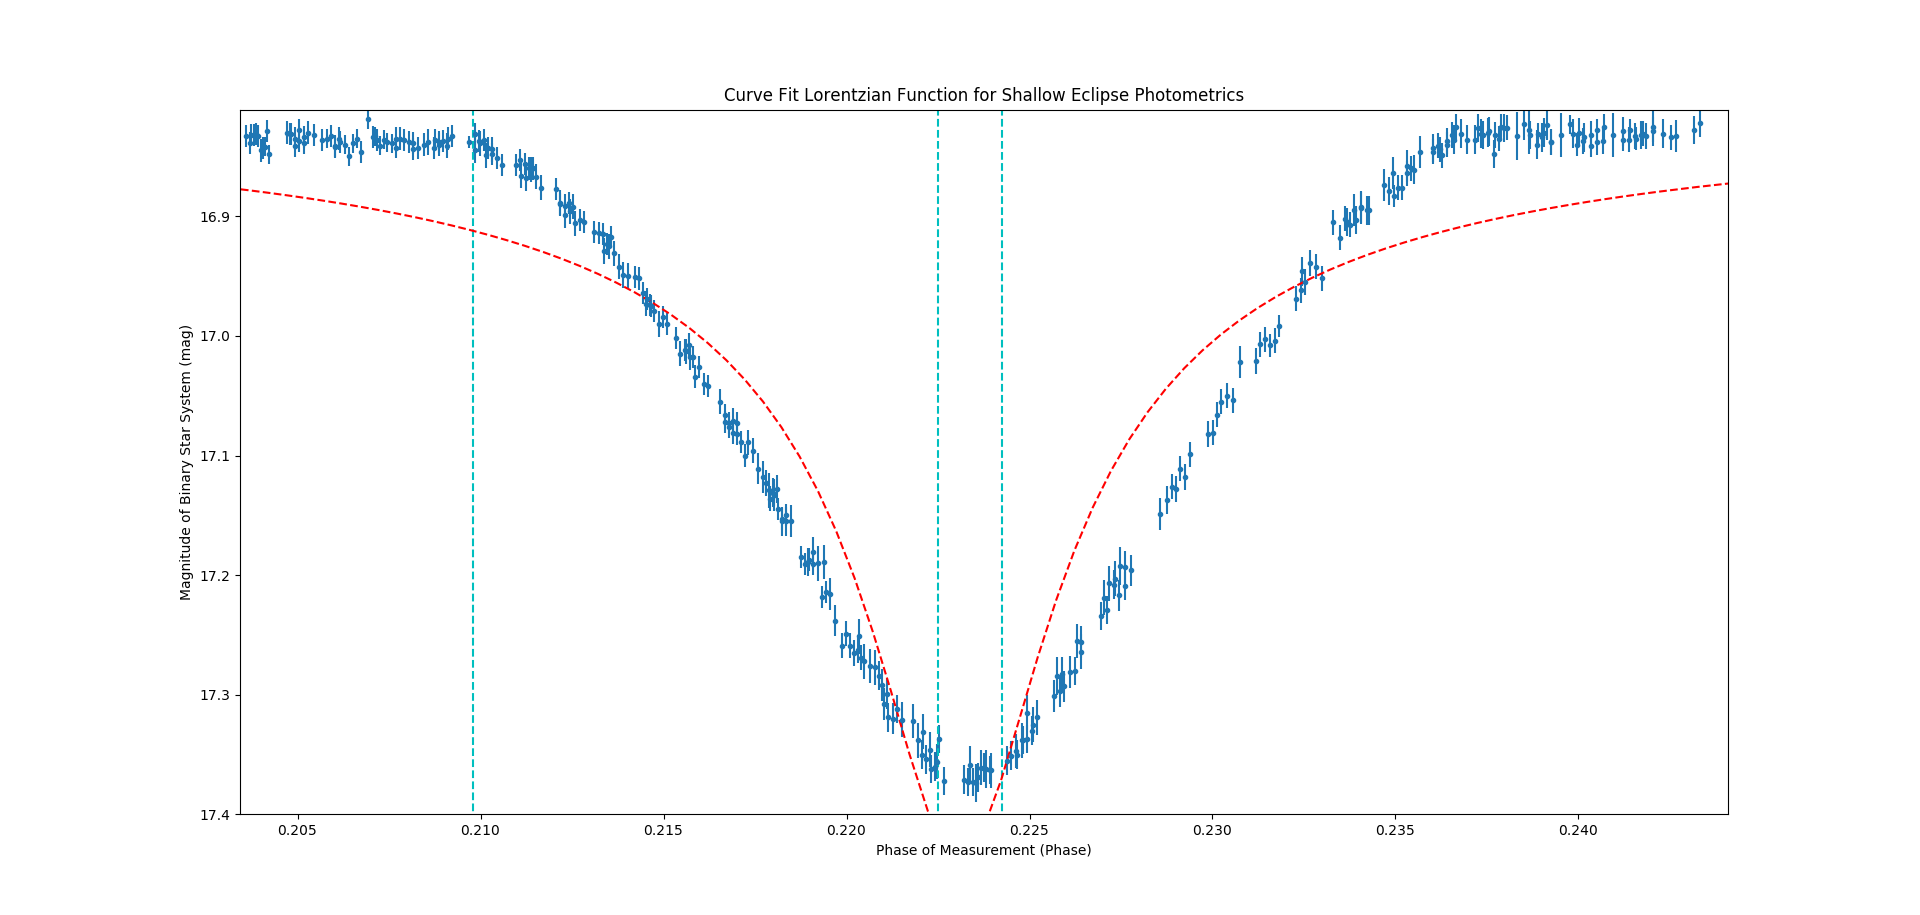 Curve Fit Lorentzian Function for Shallow Eclipse Photometrics
Magnitude of Binary Star System (mag)
16.9
17.0
17.1
17.2
17.3
17.4
0.205 0.210 0.215 0.220 0.225 0.230 0.235 0.240
Phase of Measurement (Phase)